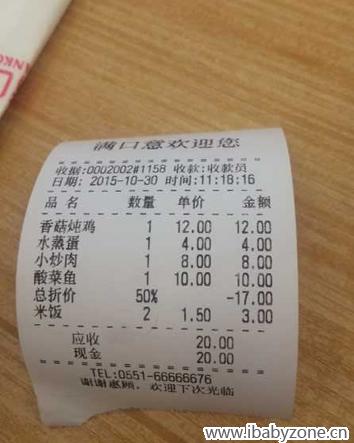 满口意欢迎您
收据:0002002#1158 收款:收款员
日期: 2015-10-30 时间:11:18:16
品 名 数量 单价 金额
香菇炖鸡 1 12.00 12.00
水蒸蛋 1 4.00 4.00
小炒肉 1 8.00 8.00
酸菜鱼 1 10.00 10.00
总折价 50% -17.00
米饭 2 1.50 3.00
应收 20.00
现金 20.00
TEL:0551-66666676
谢谢惠顾, 欢迎下次光临
www.ibabyzone.cn